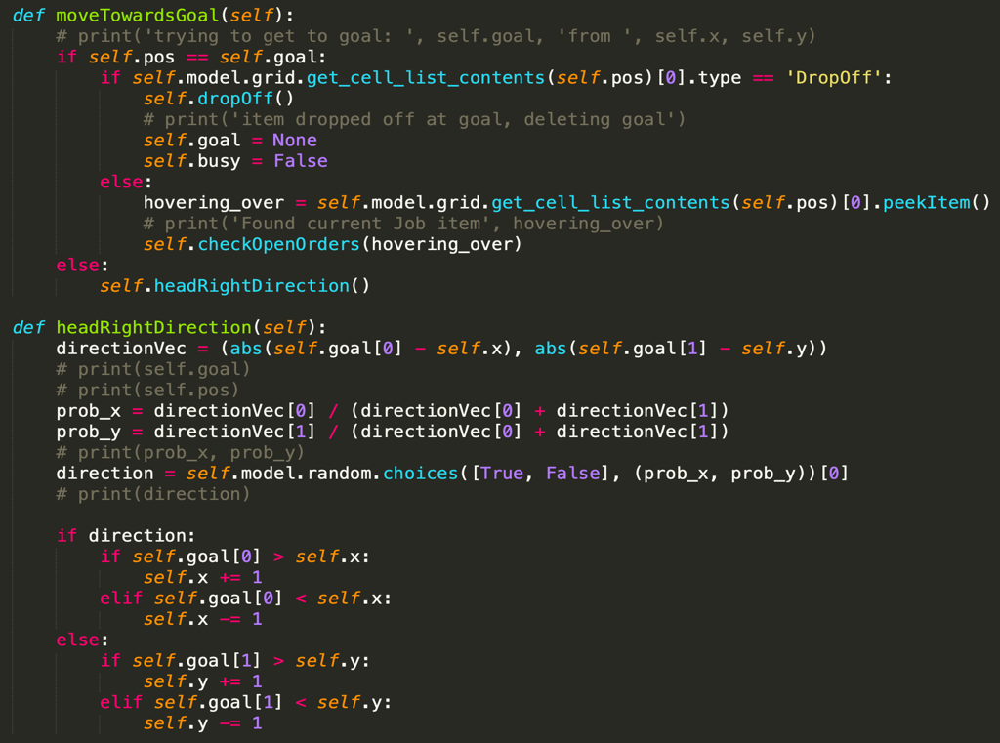 def moveTowardsGoal(self):
    # print('trying to get to goal: ', self.goal, 'from ', self.x, self.y)
    if self.pos == self.goal:
        if self.model.grid.get_cell_list_contents(self.pos)[0].type == 'DropOff':
            self.dropOff()
            # print('item dropped off at goal, deleting goal')
            self.goal = None
            self.busy = False
        else:
            hovering_over = self.model.grid.get_cell_list_contents(self.pos)[0].peekItem()
            # print('Found current Job item', hovering_over)
            self.checkOpenOrders(hovering_over)
    else:
        self.headRightDirection()

def headRightDirection(self):
    directionVec = (abs(self.goal[0] - self.x), abs(self.goal[1] - self.y))
    # print(self.goal)
    # print(self.pos)
    prob_x = directionVec[0] / (directionVec[0] + directionVec[1])
    prob_y = directionVec[1] / (directionVec[0] + directionVec[1])
    # print(prob_x, prob_y)
    direction = self.model.random.choices([True, False], (prob_x, prob_y))[0]
    # print(direction)

    if direction:
        if self.goal[0] > self.x:
            self.x += 1
        elif self.goal[0] < self.x:
            self.x -= 1
    else:
        if self.goal[1] > self.y:
            self.y += 1
        elif self.goal[1] < self.y:
            self.y -= 1